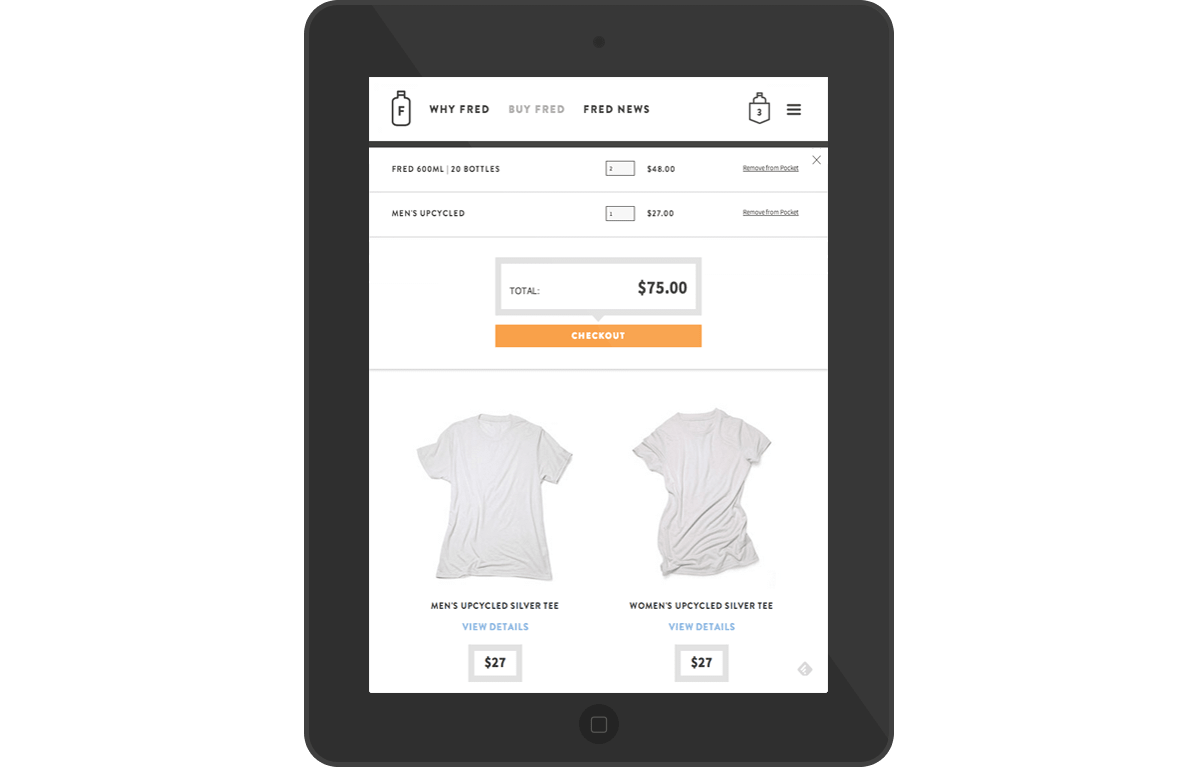 F WHY FRED BUY FRED FRED NEWS 3
FRED 600ML | 20 BOTTLES 2 $48.00 Remove from Pocket
MEN'S UPCYCLED 1 $27.00 Remove from Pocket
TOTAL: $75.00
CHECKOUT
MEN'S UPCYCLED SILVER TEE WOMEN'S UPCYCLED SILVER TEE
VIEW DETAILS VIEW DETAILS
$27 $27